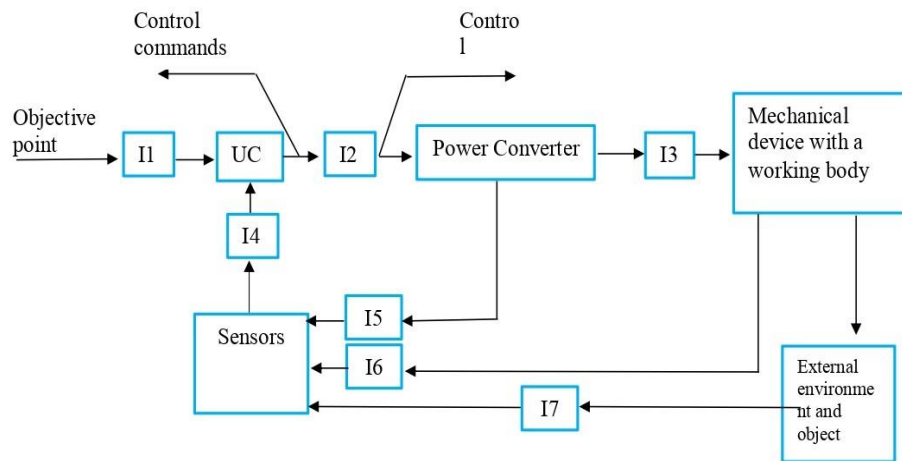 Control
commands
Contro
l
Objective
point
I1
UC
I2
Power Converter
I3
Mechanical
device with a
working body
I4
Sensors
I5
I6
I7
External
environme
nt and
object